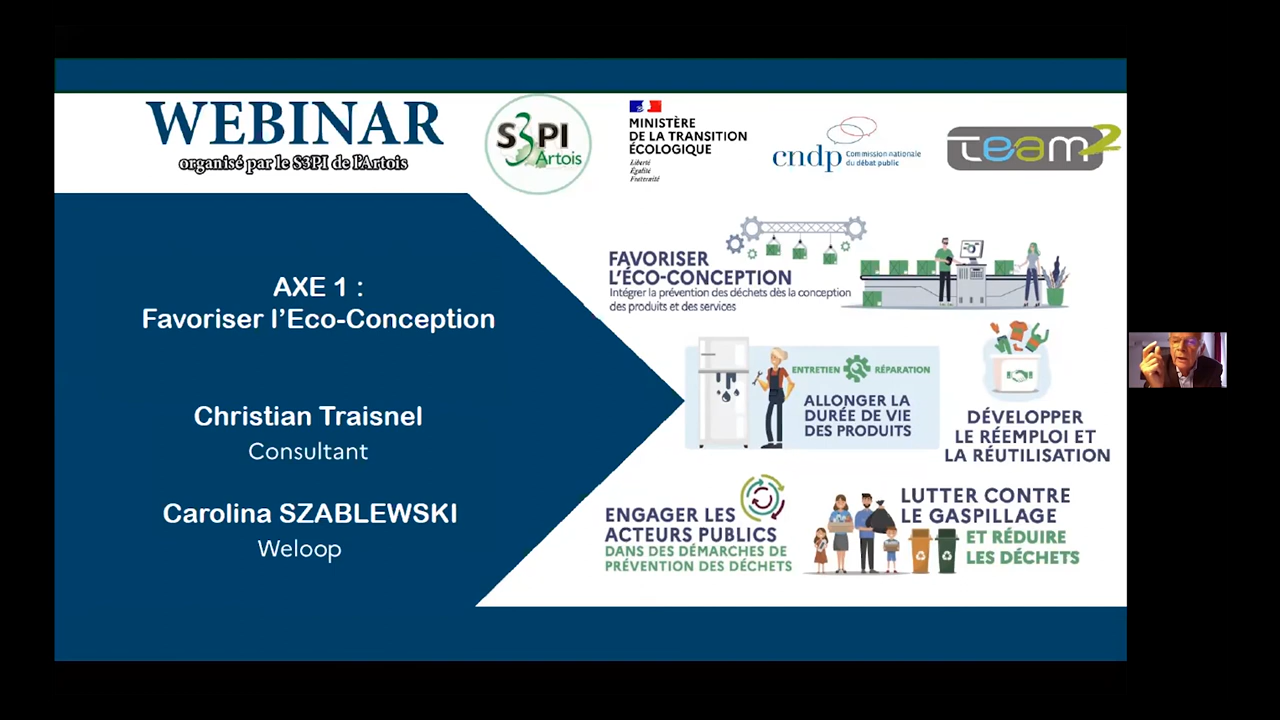 WEBINAR
organisé par le S3PI de l'Artois
S3PI
Artois
MINISTÈRE
DE LA TRANSITION
ÉCOLOGIQUE
Liberté
Égalité
Fraternité
cndp
Commission nationale
du débat public
team2
AXE 1 :
Favoriser l'Eco-Conception
Christian Traisnel
Consultant
Carolina SZABLEWSKI
Weloop
FAVORISER
L'ÉCO-CONCEPTION
Intégrer la prévention des déchets dès la conception
des produits et des services
ENTRETIEN RÉPARATION
ALLONGER LA
DURÉE DE VIE
DES PRODUITS
DÉVELOPPER
LE RÉEMPLOI ET
LA RÉUTILISATION
ENGAGER LES
ACTEURS PUBLICS
DANS DES DÉMARCHES DE
PRÉVENTION DES DÉCHETS
LUTTER CONTRE
LE GASPILLAGE
ET RÉDUIRE
LES DÉCHETS